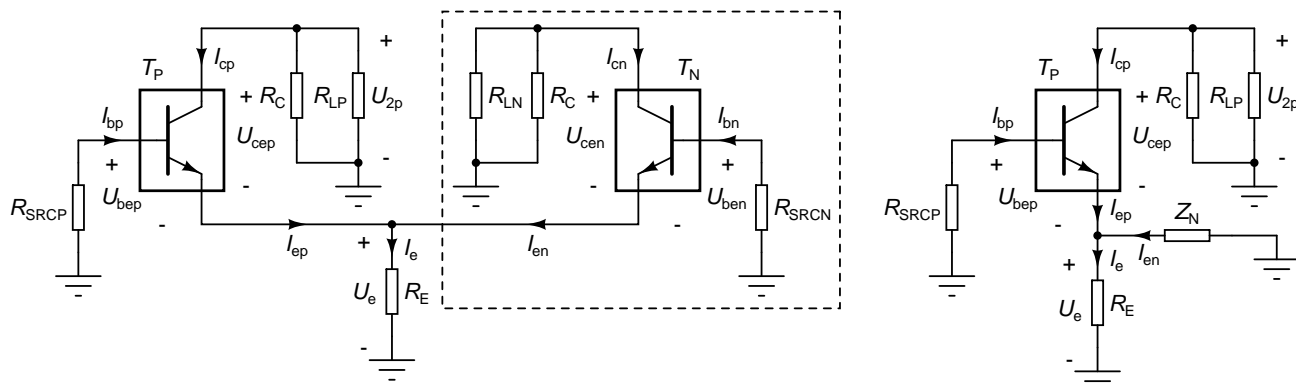 + +
I_cp I_cn I_cp
T_P T_N T_P
+ R_C R_LP U_2p R_LN R_C + + R_C R_LP U_2p
I_bp U_cep U_cen I_bn I_bp U_cep
+ - - + + -
U_bep - - U_ben U_bep -
R_SRCP R_SRCN R_SRCP I_ep Z_N
- + - -
I_ep I_e I_en + I_e I_en
U_e R_E U_e R_E
- -